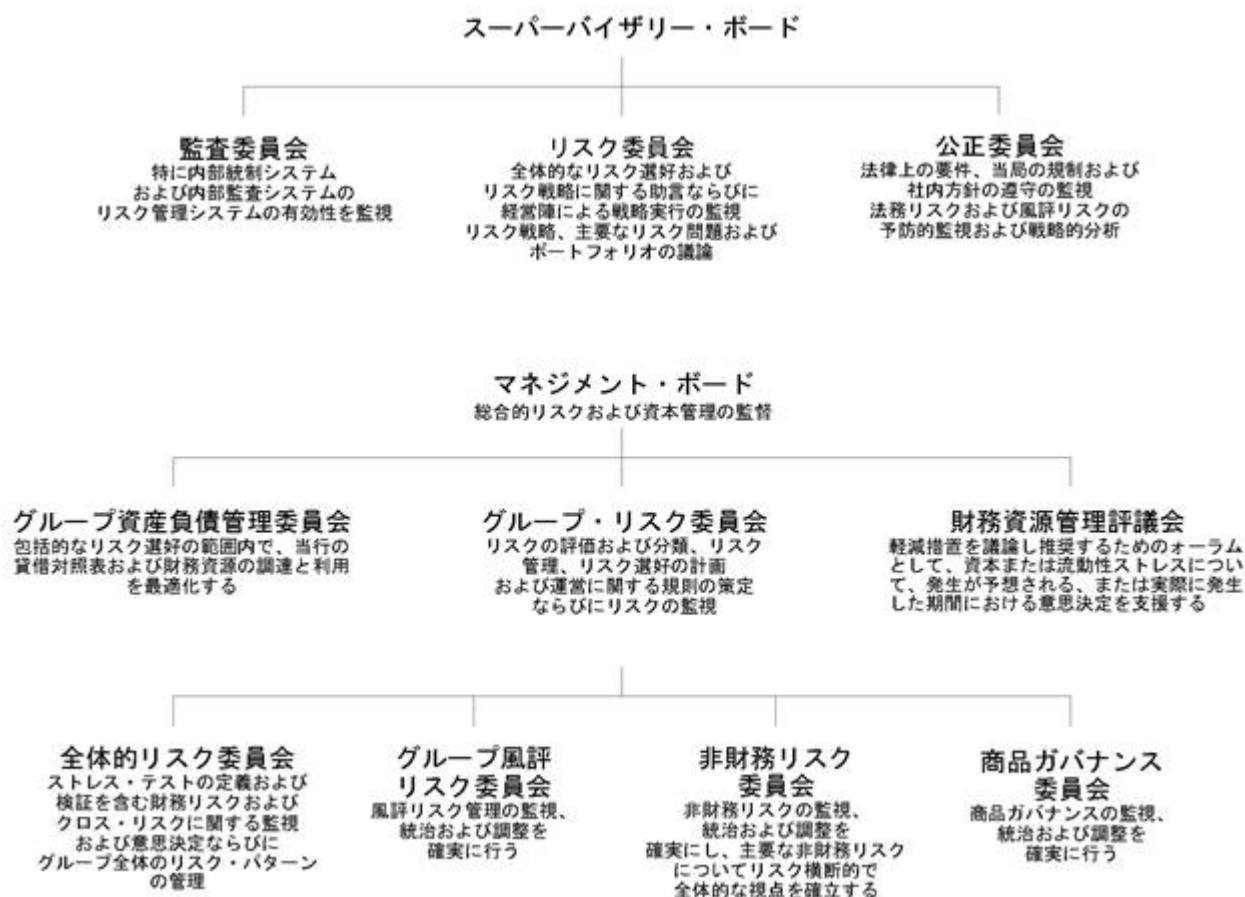 スーパーバイザリー・ボード
監査委員会
特に内部統制システム
および内部監査システムの
リスク管理システムの有効性を監視
リスク委員会
全体的なリスク選好および
リスク戦略に関する助言ならびに
経営陣による戦略実行の監視
リスク戦略、主要なリスク問題および
ポートフォリオの議論
公正委員会
法律上の要件、当局の規制および
社内方針の遵守の監視
法務リスクおよび風評リスクの
予防的監視および戦略的分析
マネジメント・ボード
総合的リスクおよび資本管理の監督
グループ資産負債管理委員会
包括的なリスク選好の範囲内で、当行の
貸借対照表および財務資源の調達と利用
を最適化する
グループ・リスク委員会
リスクの評価および分類、リスク
管理、リスク選好の計画
および運営に関する規則の策定
ならびにリスクの監視
財務資源管理評議会
軽減措置を議論し推奨するためのフォーラム
として、資本または流動性ストレスについ
て、発生が予想される、または実際に発生
した期間における意思決定を支援する
全体的リスク委員会
ストレス・テストの定義および
検証を含む財務リスクおよび
クロス・リスクに関する監視
および意思決定ならびに
グループ全体のリスク・パターン
の管理
グループ風評
リスク委員会
風評リスク管理の監視、
統治および調整を
確実に行う
非財務リスク
委員会
非財務リスクの監視、
統治および調整を
確実にし、主要な非財務リスク
についてリスク横断的で
全体的な視点を確立する
商品ガバナンス
委員会
商品ガバナンスの監視、
統治および調整を
確実に行う